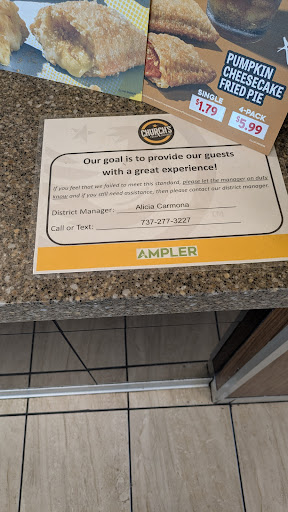 PUMPKIN
CHEESECAKE
FRIED PIE
SINGLE
$1.79
4-PACK
$5.99
CHURCH'S
Our goal is to provide our guests
with a great experience!
If you feel that we failed to meet this standard, please let the manager on duty
know and if you still need assistance, then please contact our district manager.
District Manager: Alicia Carmona
Call or Text: 737-277-3227
AMPLER